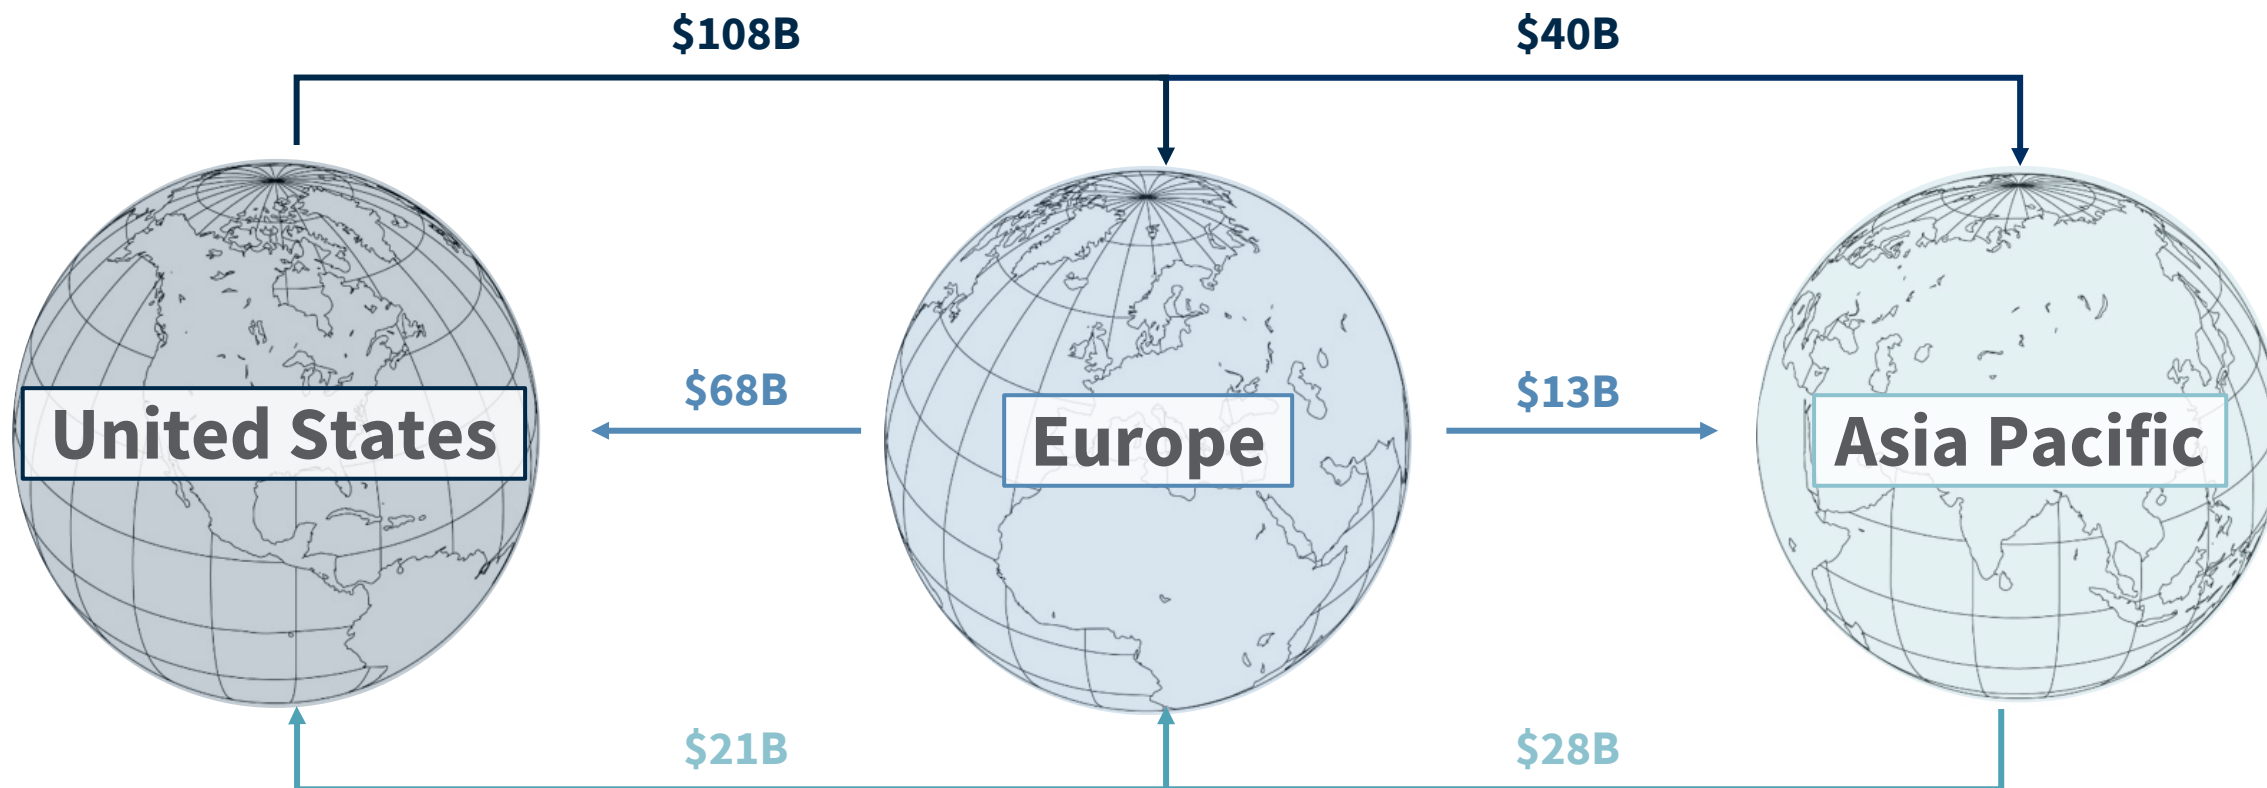 $108B
$40B
$68B
$13B
United States
Europe
Asia Pacific
$21B
$28B